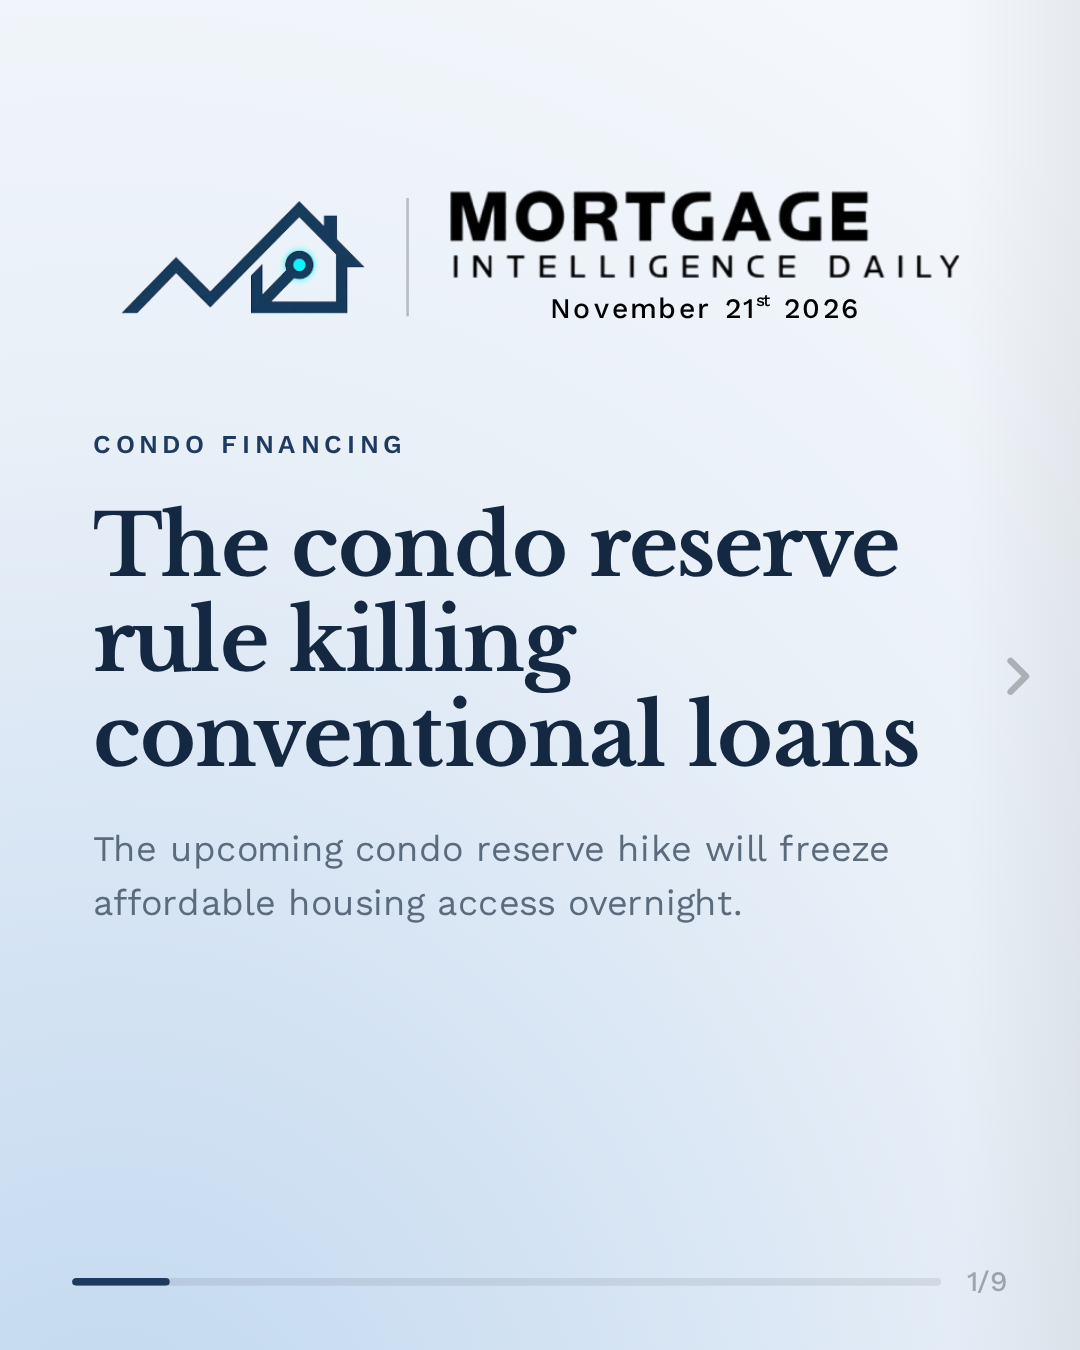 MORTGAGE
INTELLIGENCE DAILY
November 21st 2026
CONDO FINANCING
The condo reserve
rule killing
conventional loans
The upcoming condo reserve hike will freeze
affordable housing access overnight.
1/9